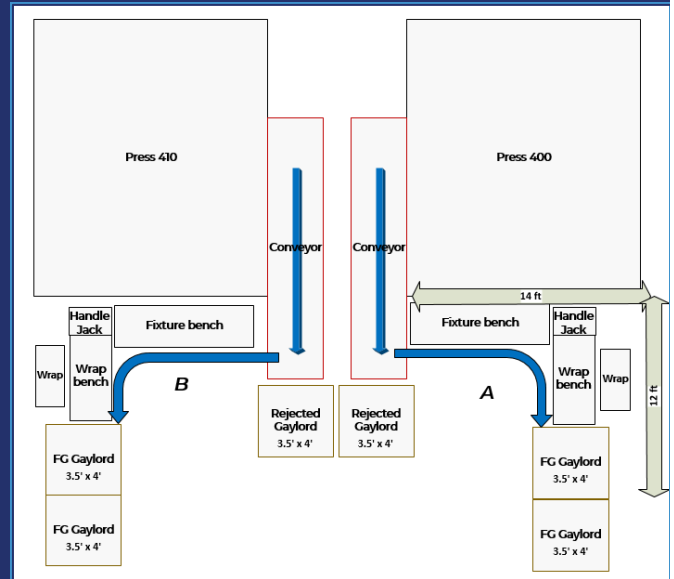 Press 410
Press 400
Conveyor
Conveyor
14 ft
Handle
Jack
Fixture bench
Fixture bench
Handle
Jack
Wrap
Wrap
bench
B
A
Wrap
bench
Wrap
12 ft
Rejected
Gaylord
3.5' x 4'
Rejected
Gaylord
3.5' x 4'
FG Gaylord
3.5' x 4'
FG Gaylord
3.5' x 4'
FG Gaylord
3.5' x 4'
FG Gaylord
3.5' x 4'